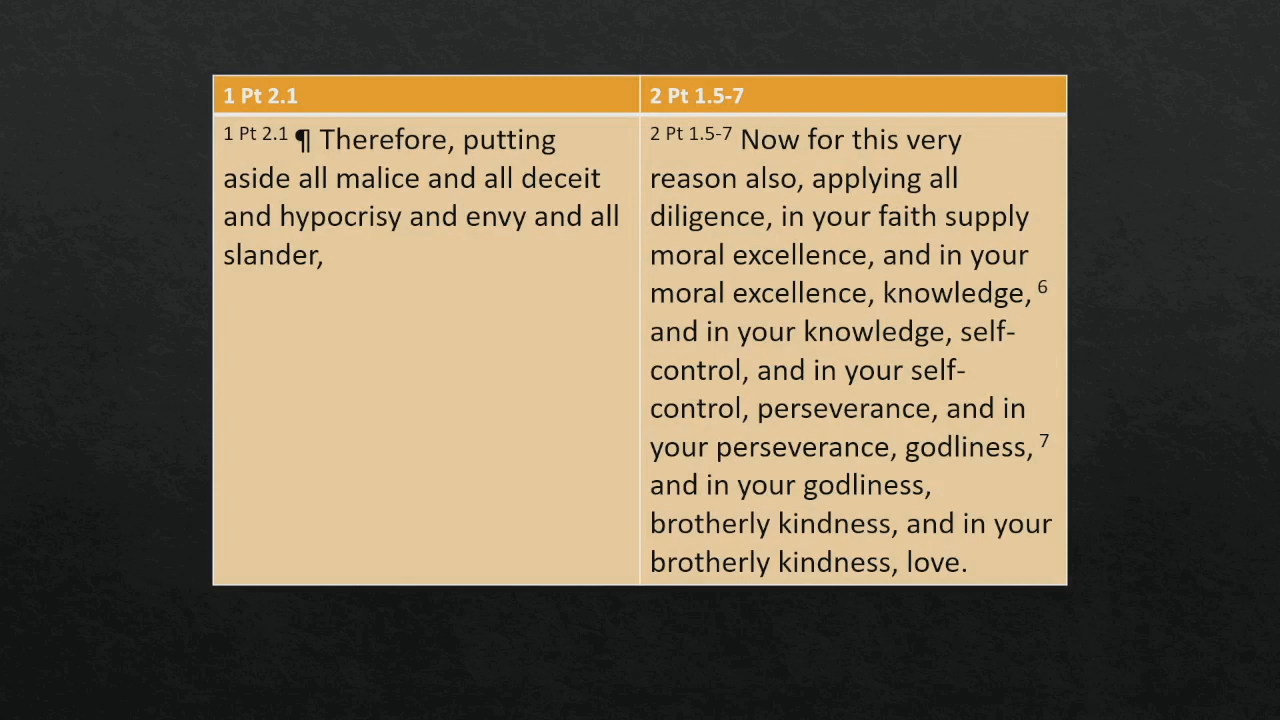 1 Pt 2.1
1 Pt 2.1 ¶ Therefore, putting
aside all malice and all deceit
and hypocrisy and envy and all
slander,
2 Pt 1.5-7
2 Pt 1.5-7 Now for this very
reason also, applying all
diligence, in your faith supply
moral excellence, and in your
moral excellence, knowledge, 6
and in your knowledge, self-
control, and in your self-
control, perseverance, and in
your perseverance, godliness, 7
and in your godliness,
brotherly kindness, and in your
brotherly kindness, love.